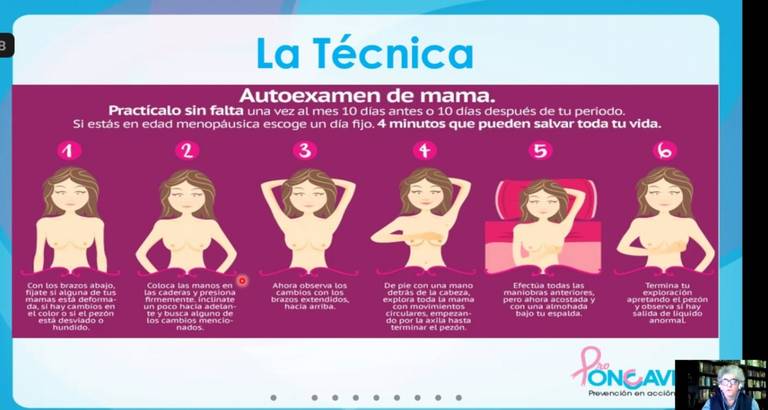 8
La Técnica
Autoexamen de mama.
Practícalo sin falta una vez al mes 10 días antes o 10 días después de tu periodo.
Si estás en edad menopáusica escoge un día fijo. 4 minutos que pueden salvar toda tu vida.
1
2
3
4
5
6
Con los brazos abajo,
fíjate si alguna de tus
mamas está deforma-
da, si hay cambios en
el color o si el pezón
está desviado o
hundido.
Coloca las manos en
las caderas y presiona
firmemente, inclínate
un poco hacia adelan-
te y busca alguno de
los cambios mencio-
nados.
Ahora observa los
cambios con los
brazos extendidos,
hacia arriba.
De pie con una mano
detrás de la cabeza,
explora toda la mama
con movimientos
circulares, empezan-
do por la axila hasta
terminar el pezón.
Efectúa todas las
maniobras anteriores,
pero ahora acostada y
con una almohada
bajo tu espalda.
Termina tu
exploración
apretando el pezón
y observa si hay
salida de líquido
anormal.
Pro
ONCAVI
Prevención en acción